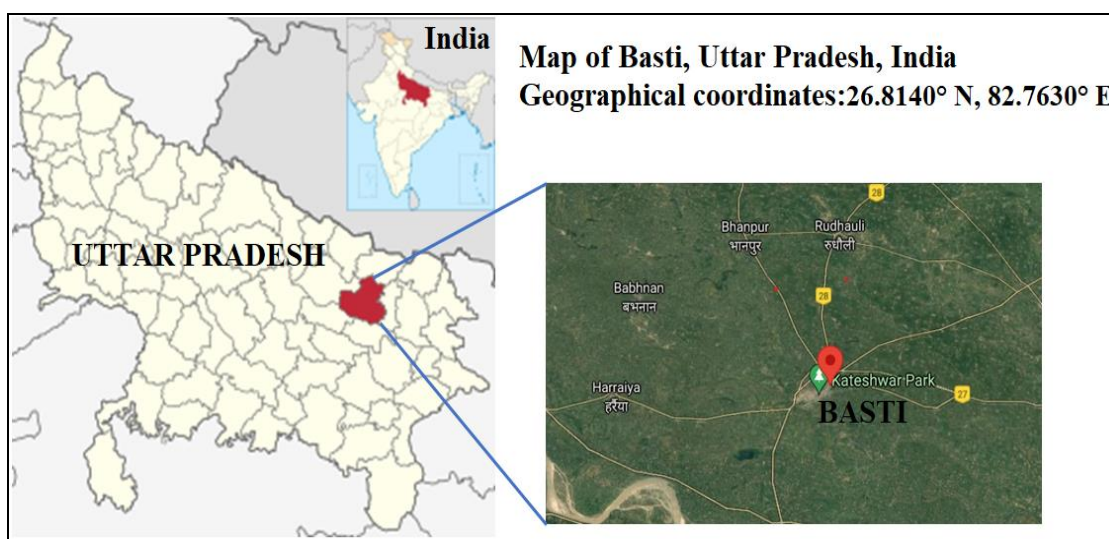 India
Map of Basti, Uttar Pradesh, India
Geographical coordinates:26.8140° N, 82.7630° E
UTTAR PRADESH
28
Bhanpur
भानपुर
Rudhauli
रुधौली
Babhnan
बभनान
28
Kateshwar Park
Harraiya
हर्रैया
BASTI
27